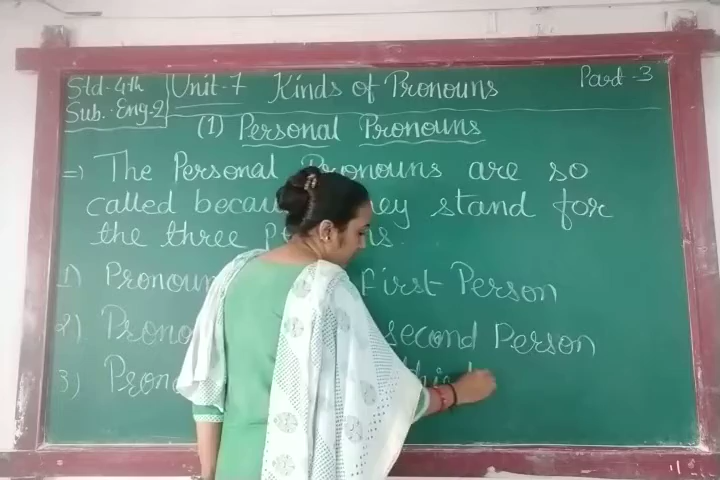 Std-4th
Sub. Eng-2
Unit-7 Kinds of Pronouns
Part-3
(1) Personal Pronouns
=) The Personal Pronouns are so
called stand for
the three
1) First Person
2) second Person
3)